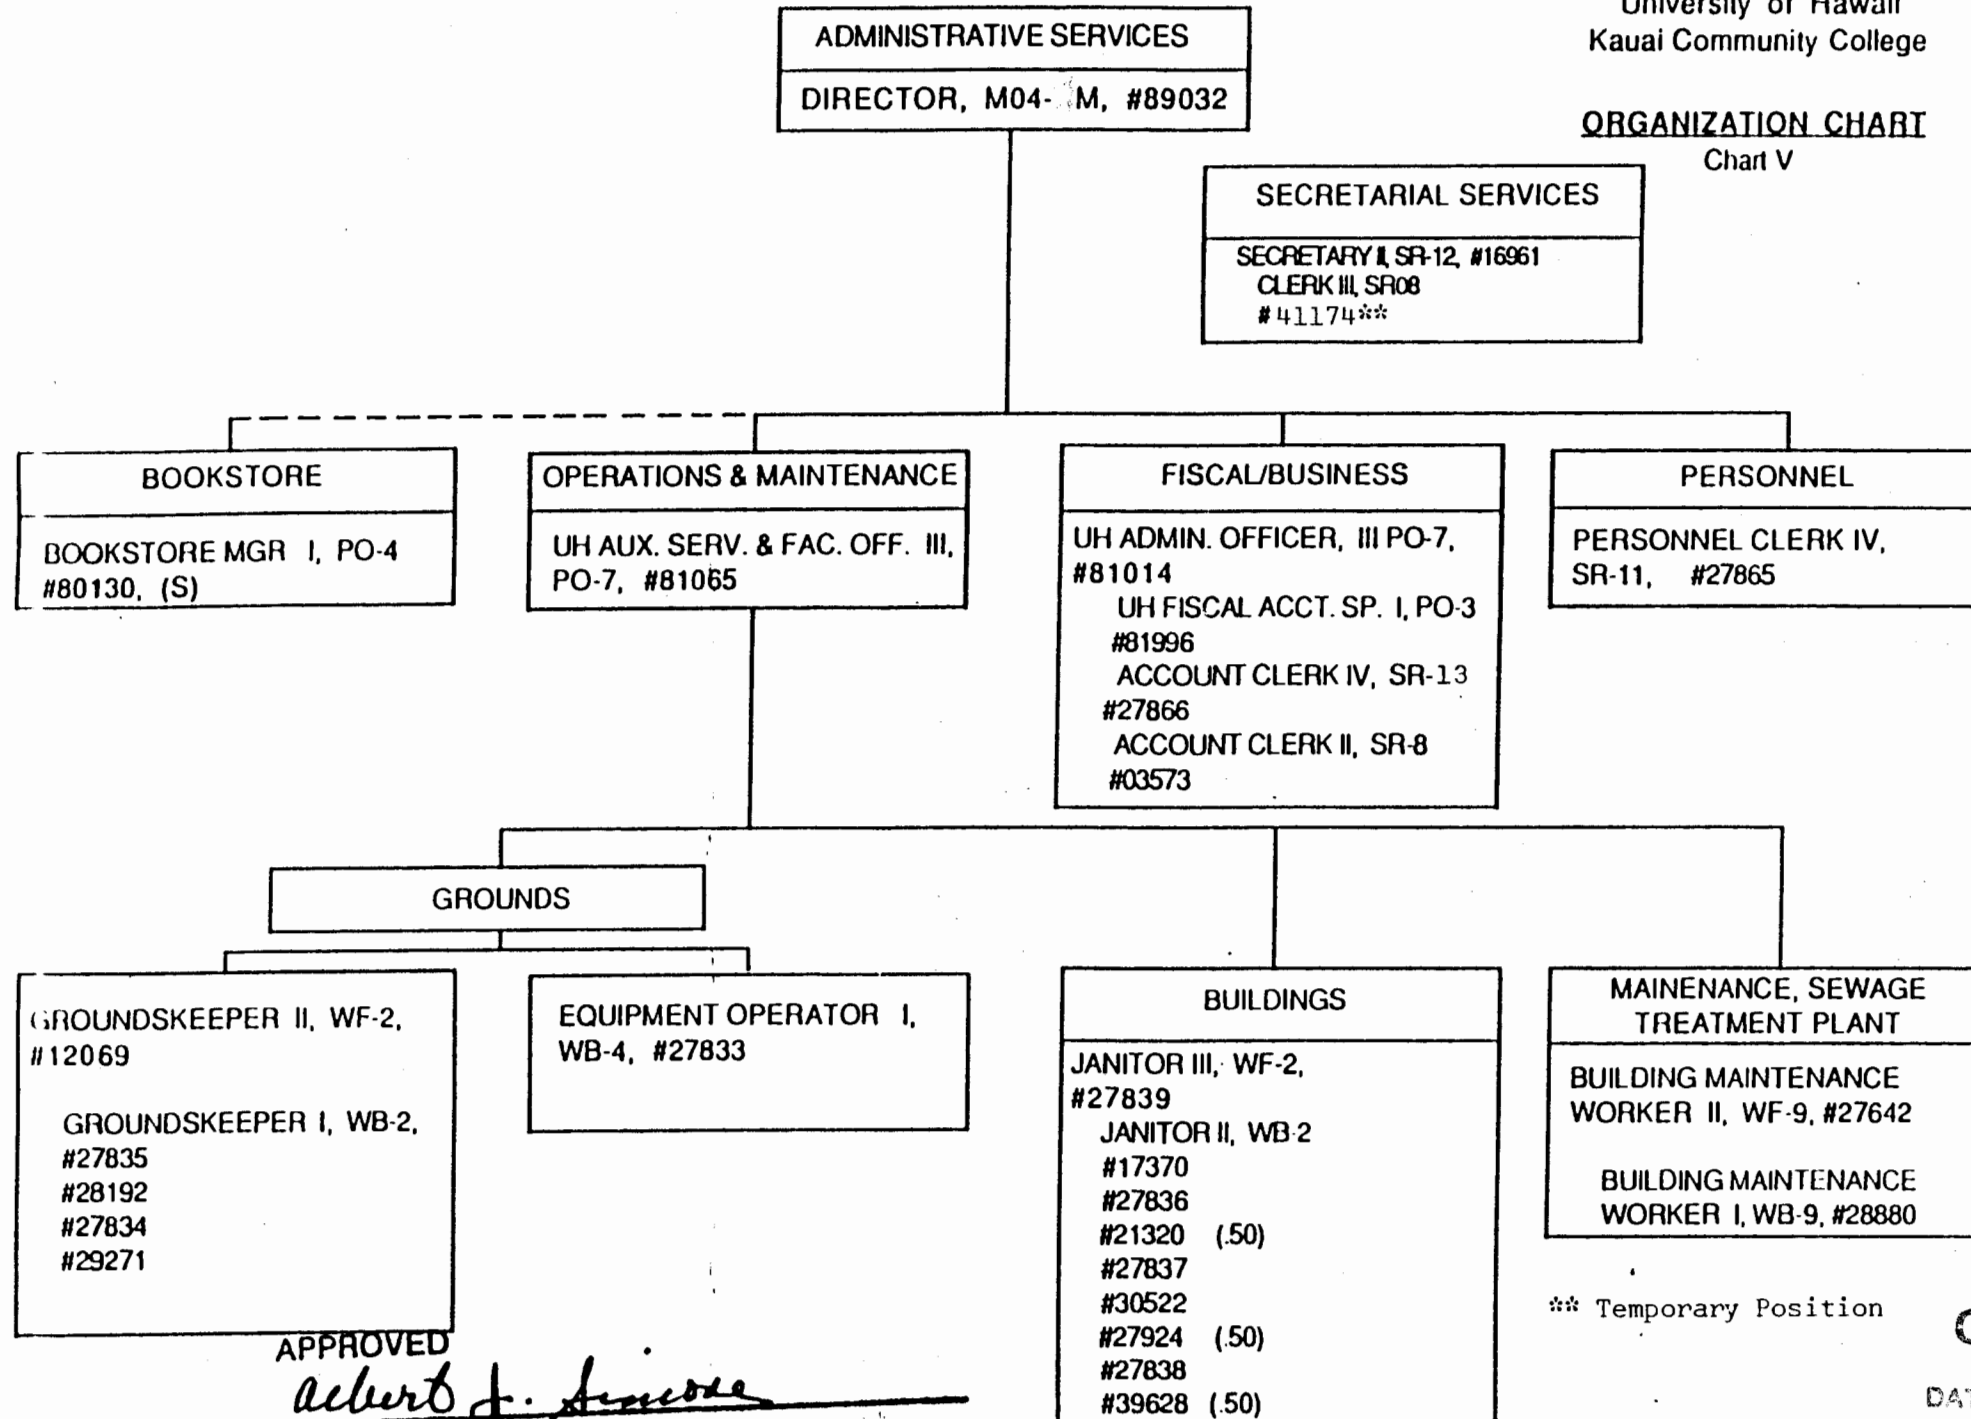 University of Hawaii
Kauai Community College
ORGANIZATION CHART
Chart V
ADMINISTRATIVE SERVICES
DIRECTOR, M04- M, #89032
SECRETARIAL SERVICES
SECRETARY II, SR-12, #16961
CLERK III, SR08
#41174**
BOOKSTORE
BOOKSTORE MGR I, PO-4
#80130, (S)
OPERATIONS & MAINTENANCE
UH AUX. SERV. & FAC. OFF. III,
PO-7, #81065
FISCAL/BUSINESS
UH ADMIN. OFFICER, III PO-7,
#81014
UH FISCAL ACCT. SP. I, PO-3
#81996
ACCOUNT CLERK IV, SR-13
#27866
ACCOUNT CLERK II, SR-8
#03573
PERSONNEL
PERSONNEL CLERK IV,
SR-11, #27865
GROUNDS
GROUNDSKEEPER II, WF-2,
#12069
GROUNDSKEEPER I, WB-2,
#27835
#28192
#27834
#29271
EQUIPMENT OPERATOR I,
WB-4, #27833
BUILDINGS
JANITOR III, WF-2,
#27839
JANITOR II, WB-2
#17370
#27836
#21320 (.50)
#27837
#30522
#27924 (.50)
#27838
#39628 (.50)
MAINENANCE, SEWAGE
TREATMENT PLANT
BUILDING MAINTENANCE
WORKER II, WF-9, #27642
BUILDING MAINTENANCE
WORKER I, WB-9, #28880
** Temporary Position
APPROVED
Albert J. Simone
DAT